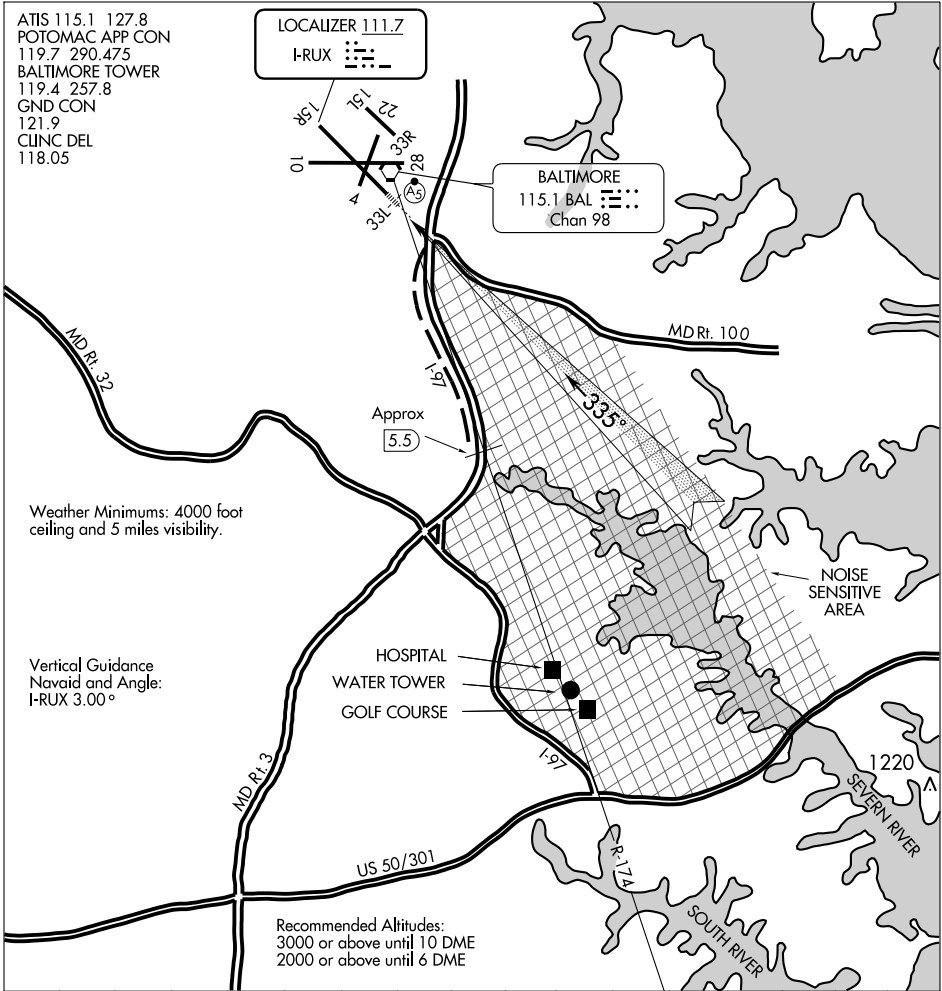 ATIS 115.1 127.8
POTOMAC APP CON
119.7 290.475
BALTIMORE TOWER
119.4 257.8
GND CON
121.9
CLINC DEL
118.05
LOCALIZER 111.7
I-RUX
15R
15L
22
33R
10
28
4
A5
33L
BALTIMORE
115.1 BAL
Chan 98
MD Rt. 32
MD Rt. 100
I-97
335°
Approx
5.5
Weather Minimums: 4000 foot
ceiling and 5 miles visibility.
NOISE
SENSITIVE
AREA
Vertical Guidance
Navaid and Angle:
I-RUX 3.00°
HOSPITAL
WATER TOWER
GOLF COURSE
I-97
MD Rt. 3
1220
SEVERN RIVER
US 50/301
R-174
SOUTH RIVER
Recommended Altitudes:
3000 or above until 10 DME
2000 or above until 6 DME